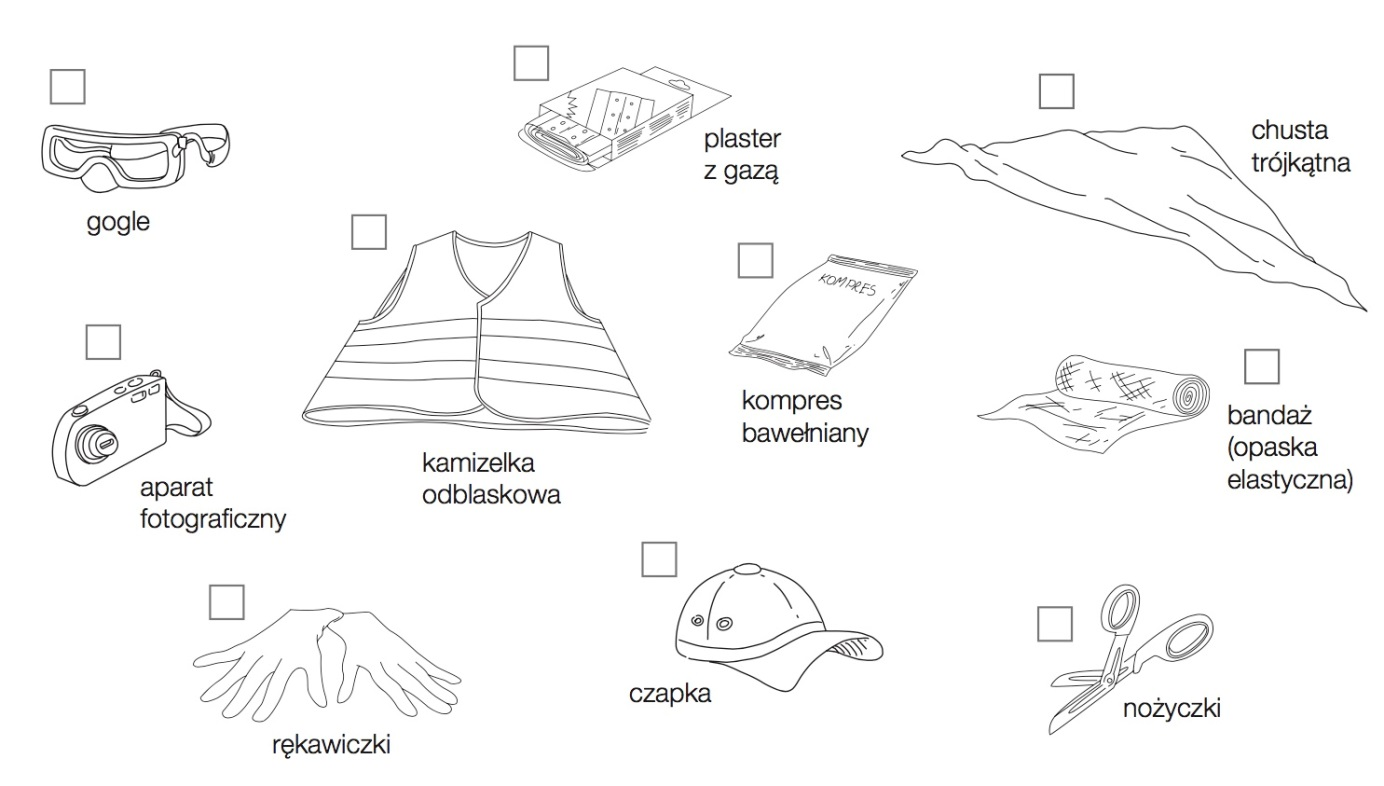 plaster
z gazą
chusta
trójkątna
gogle
KOMPRES
kompres
bawełniany
bandaż
(opaska
elastyczna)
kamizelka
odblaskowa
aparat
fotograficzny
czapka
nożyczki
rękawiczki